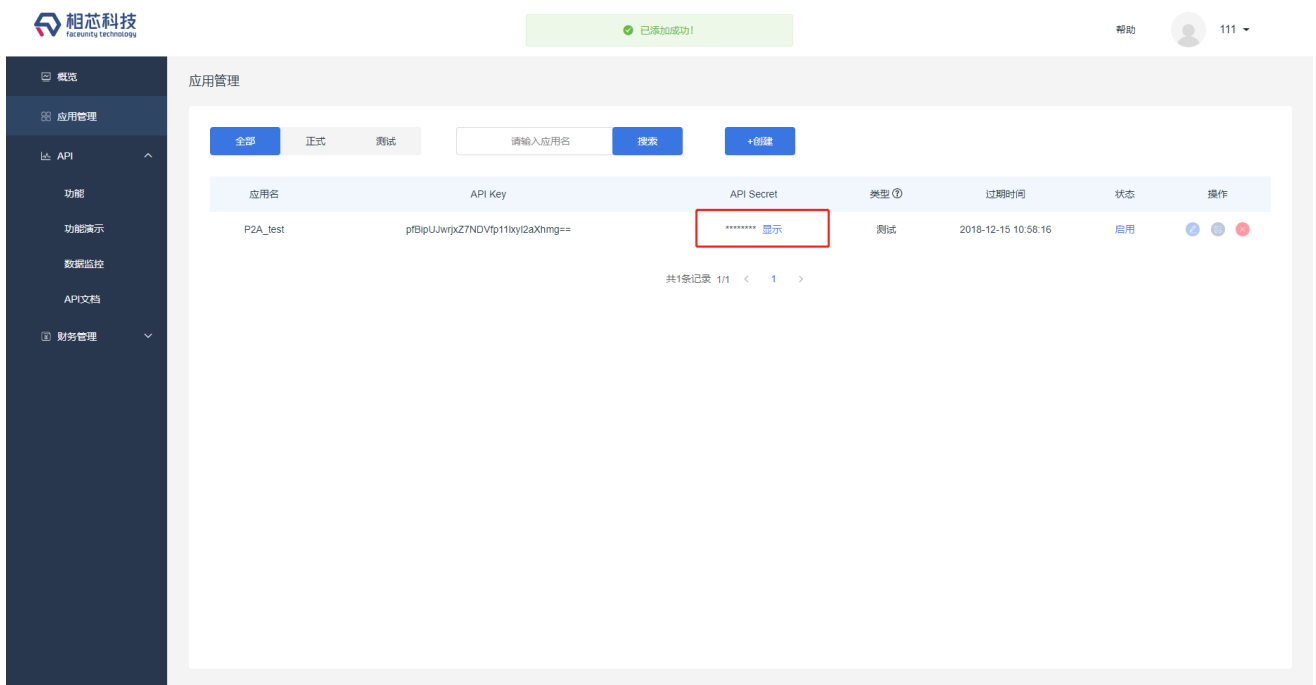 相芯科技
faceunity technology
已添加成功!
帮助
111
概览
应用管理
API
功能
功能演示
数据监控
API文档
财务管理
应用管理
全部 正式 测试 请输入应用名 搜索 +创建
应用名 API Key API Secret 类型 过期时间 状态 操作
P2A_test pfBipUJwrjxZ7NDVfp11lxyl2aXhmg== ******** 显示 测试 2018-12-15 10:58:16 启用
共1条记录 1/1 < 1 >